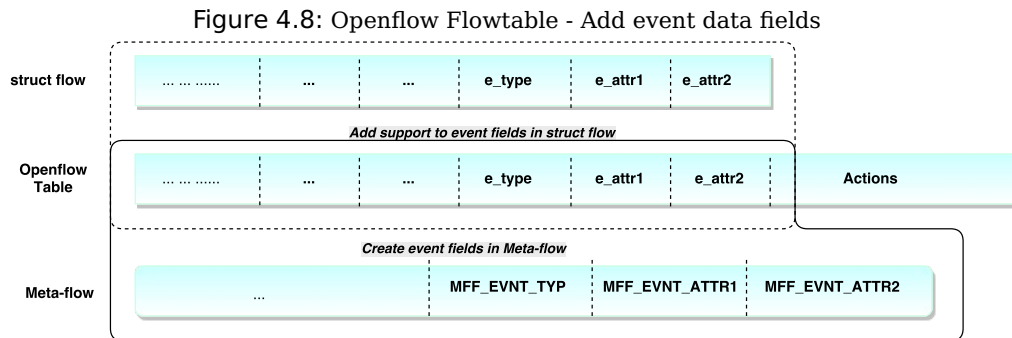 Figure 4.8: Openflow Flowtable - Add event data fields
struct flow
... ... ......
...
...
e_type
e_attr1
e_attr2
Add support to event fields in struct flow
Openflow
Table
... ... ......
...
...
e_type
e_attr1
e_attr2
Actions
Create event fields in Meta-flow
Meta-flow
...
MFF_EVNT_TYP
MFF_EVNT_ATTR1
MFF_EVNT_ATTR2